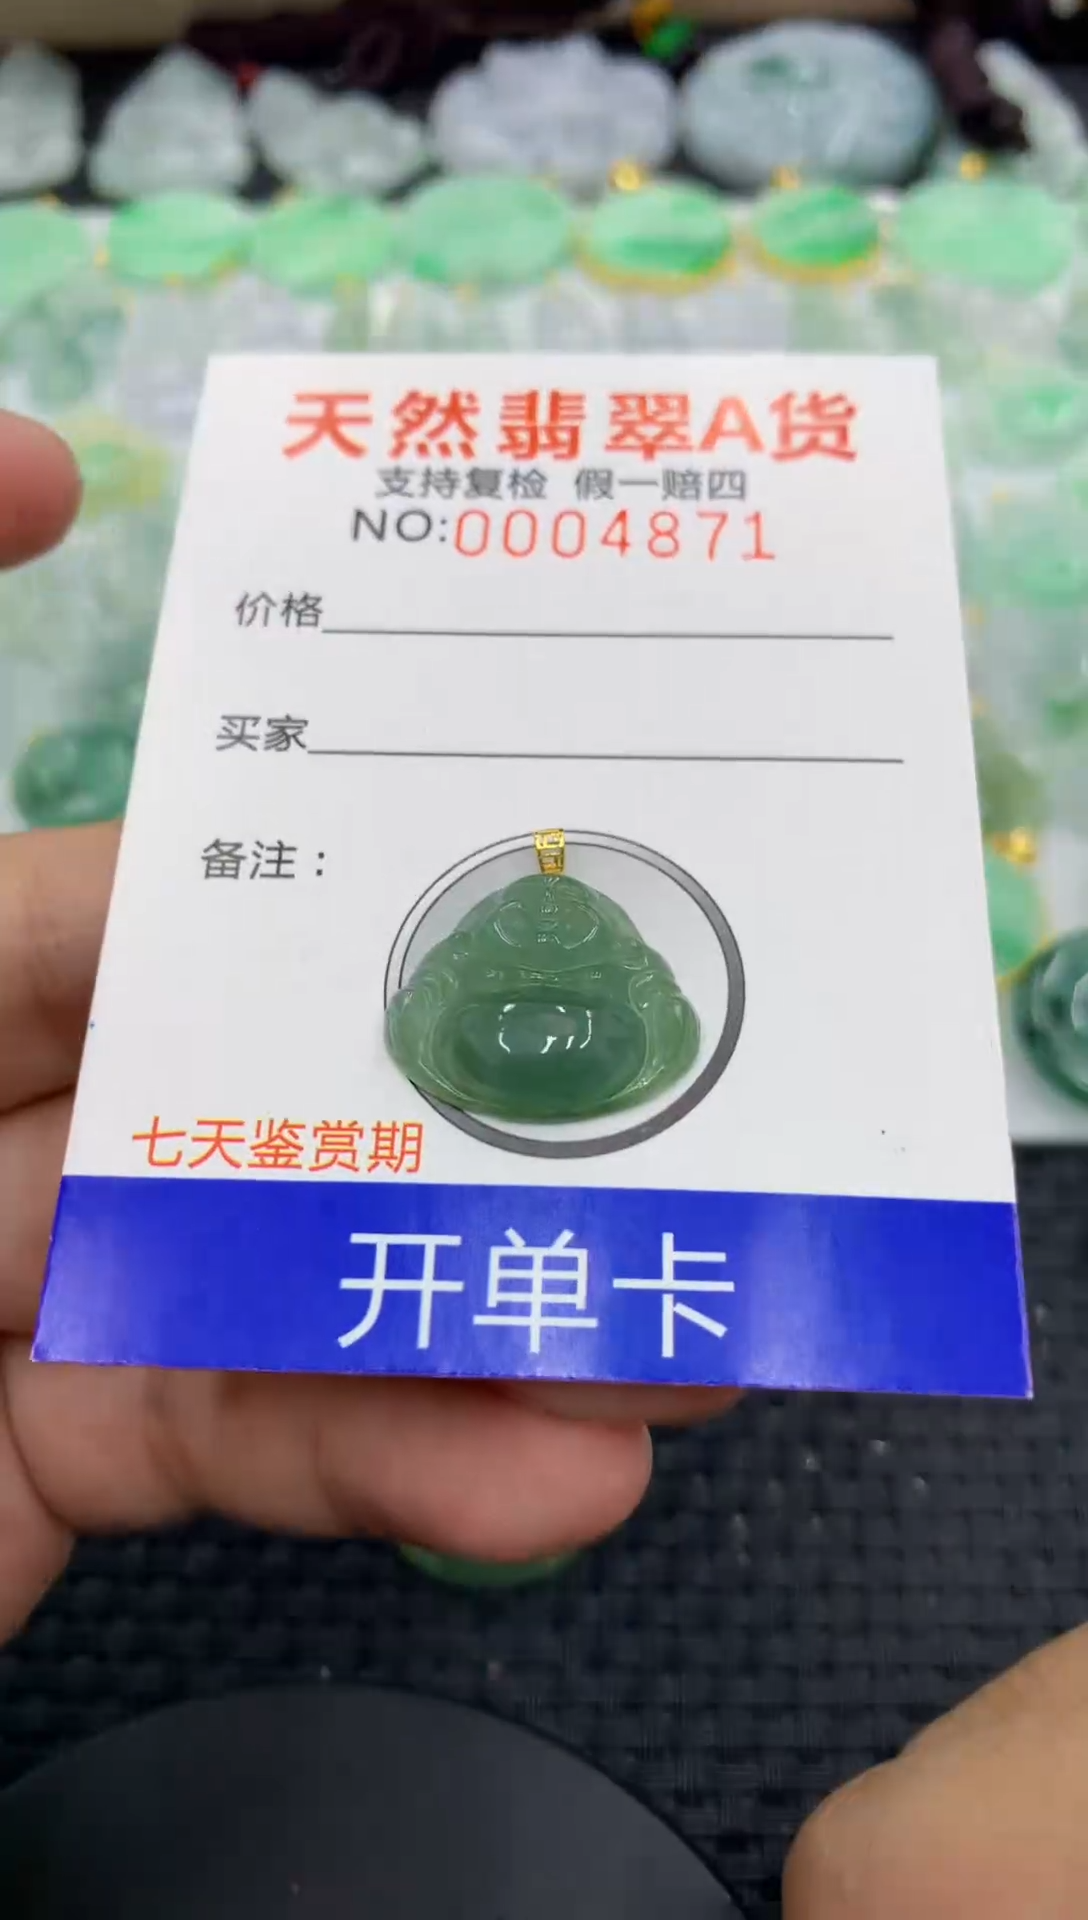 天然翡翠A货
支持复检 假一赔四
NO:0004871
价格
买家
备注：
七天鉴赏期
开单卡